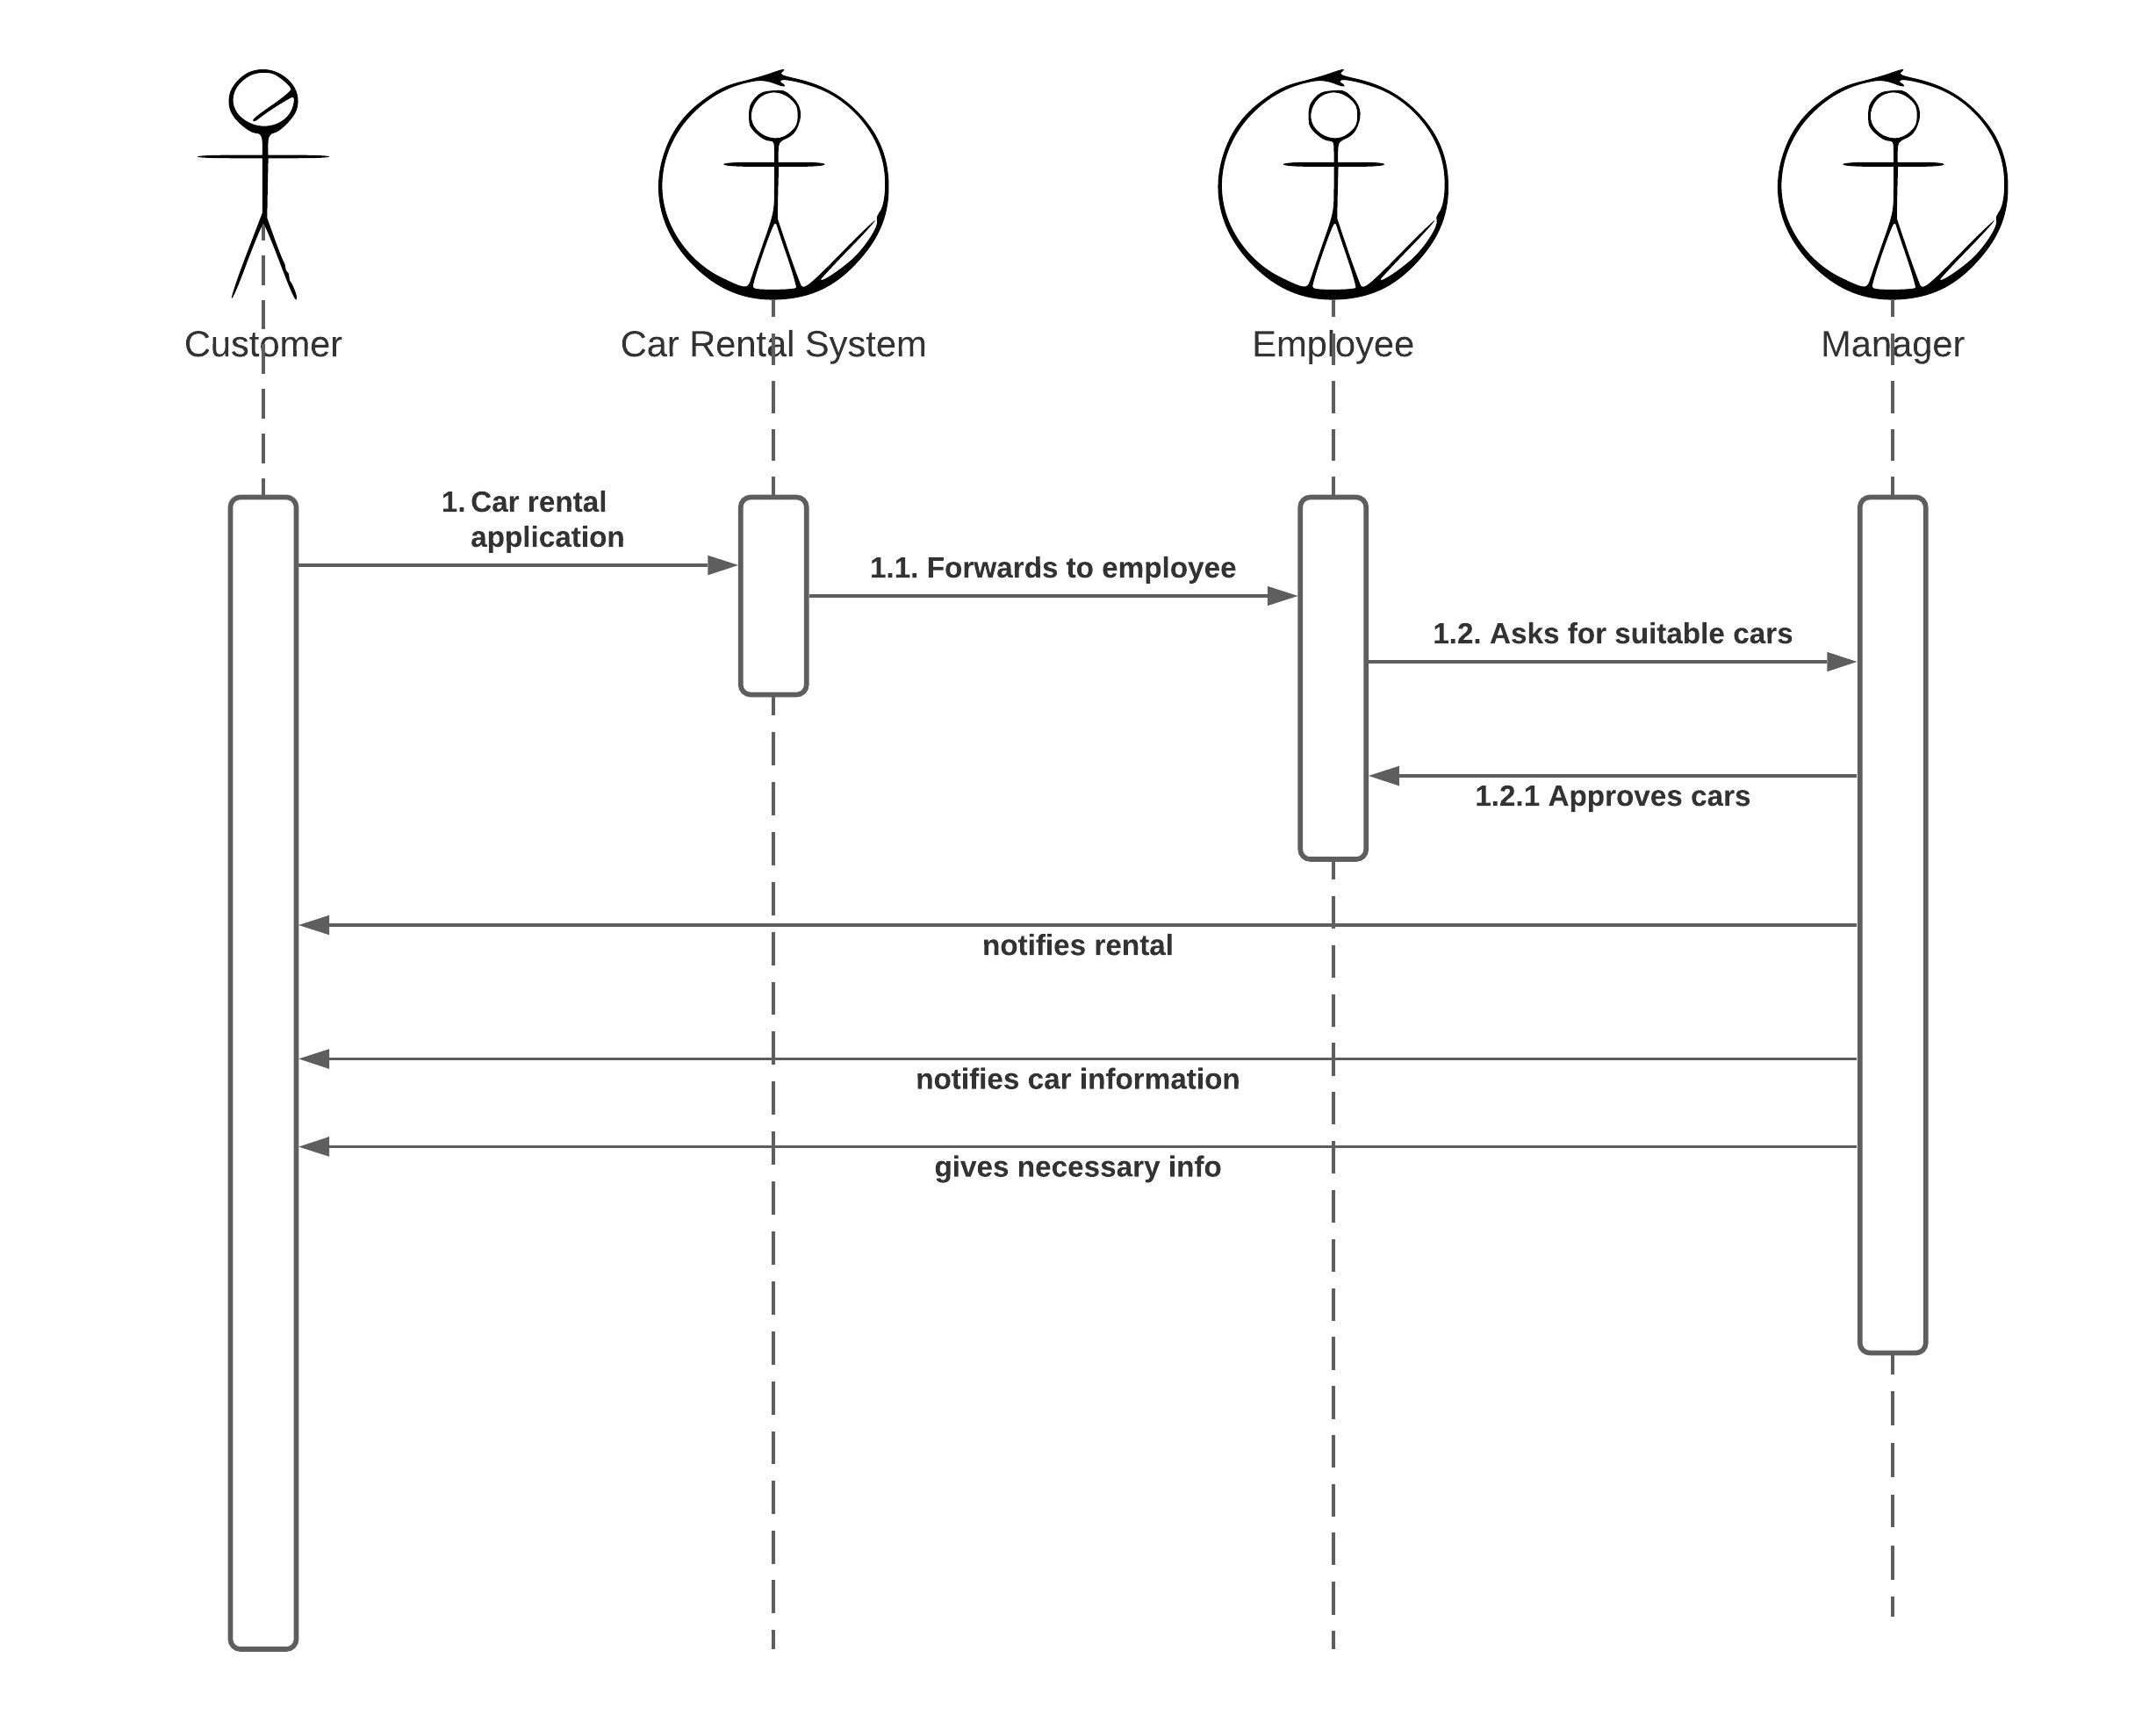 Customer
Car Rental System
Employee
Manager
1. Car rental
application
1.1. Forwards to employee
1.2. Asks for suitable cars
1.2.1 Approves cars
notifies rental
notifies car information
gives necessary info